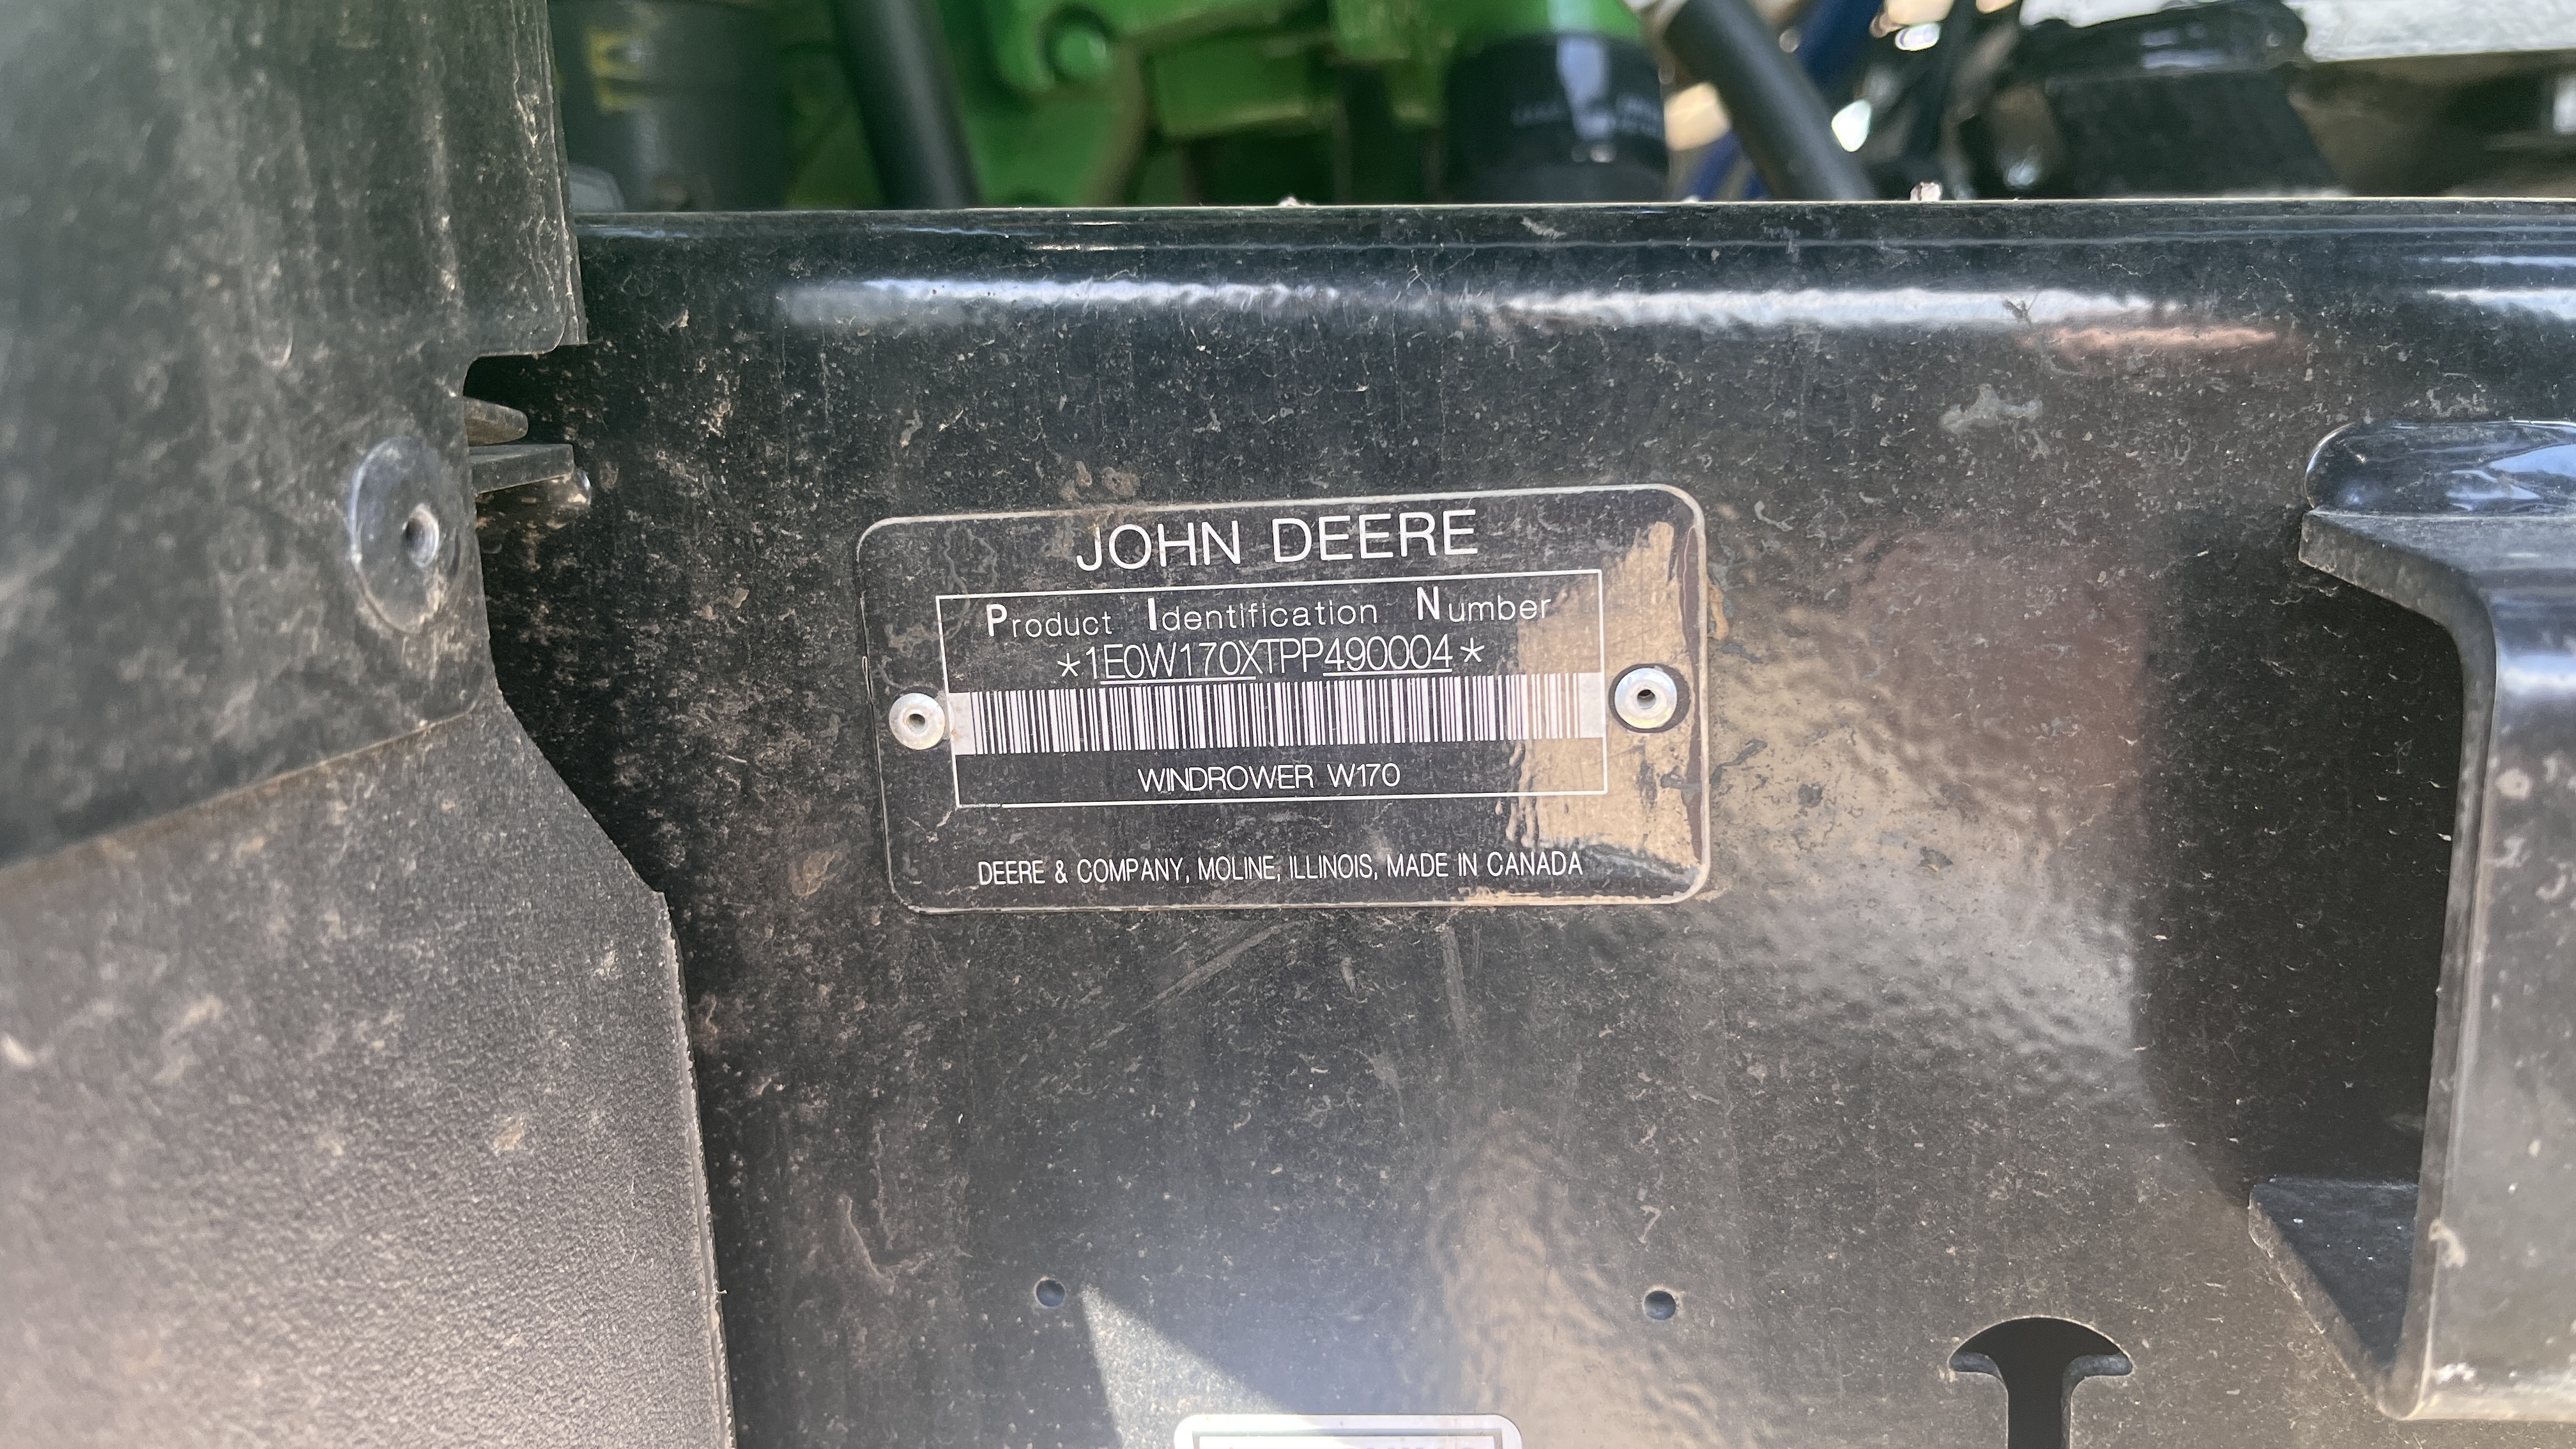 JOHN DEERE
Product Identification Number
*1E0W170XTPP490004*
WINDROWER W170
DEERE & COMPANY, MOLINE, ILLINOIS, MADE IN CANADA